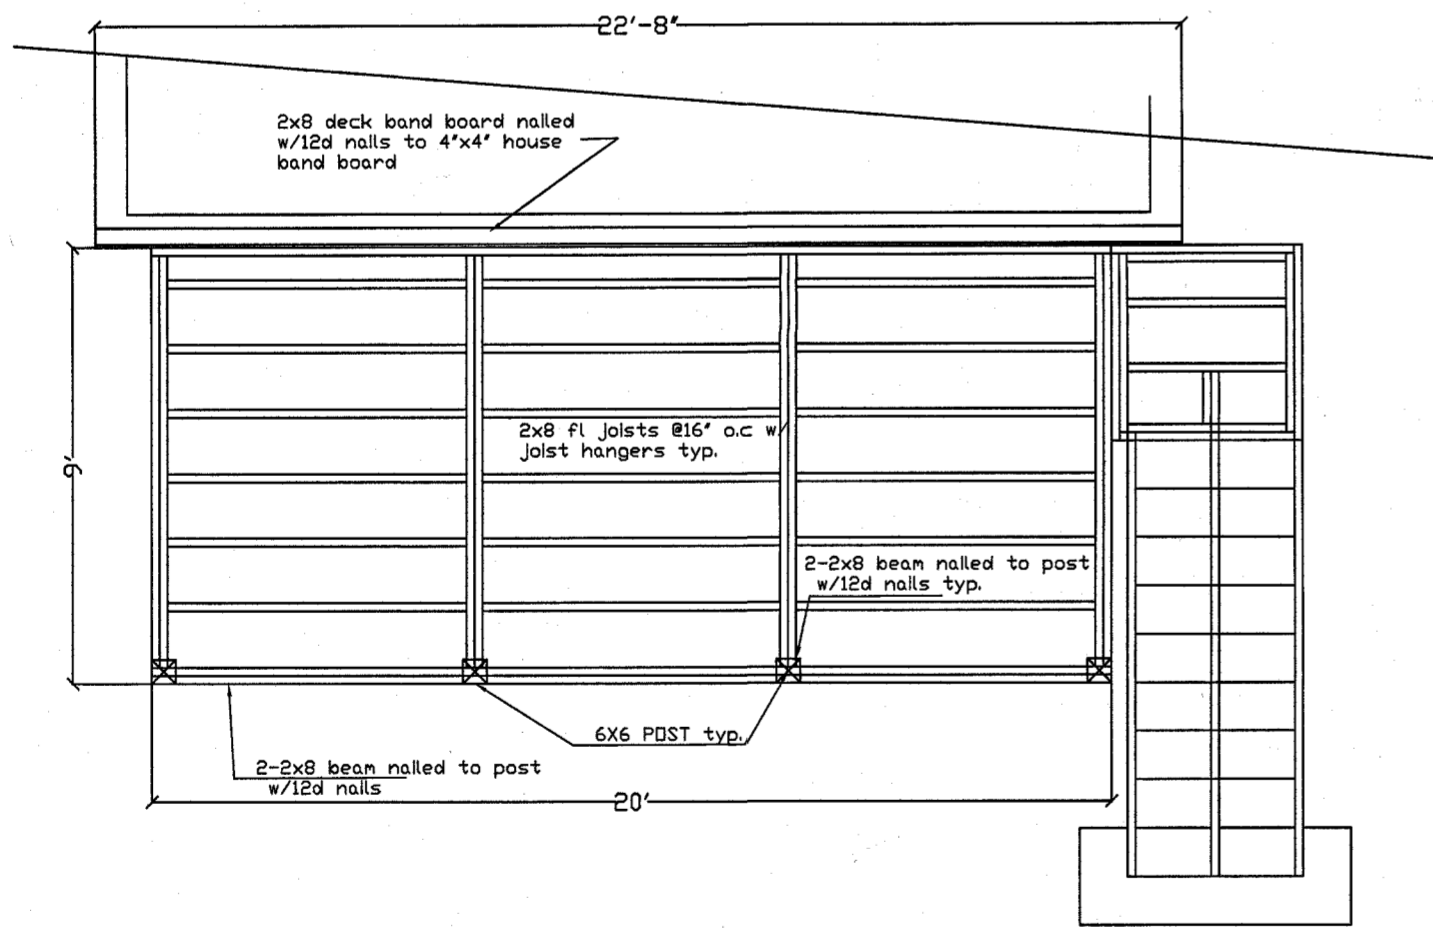 22'-8"
2x8 deck band board nailed
w/12d nails to 4"x4" house
band board
9'
2x8 fl joists @16" o.c w/
joist hangers typ.
2-2x8 beam nailed to post
w/12d nails typ.
6X6 POST typ.
2-2x8 beam nailed to post
w/12d nails
20'